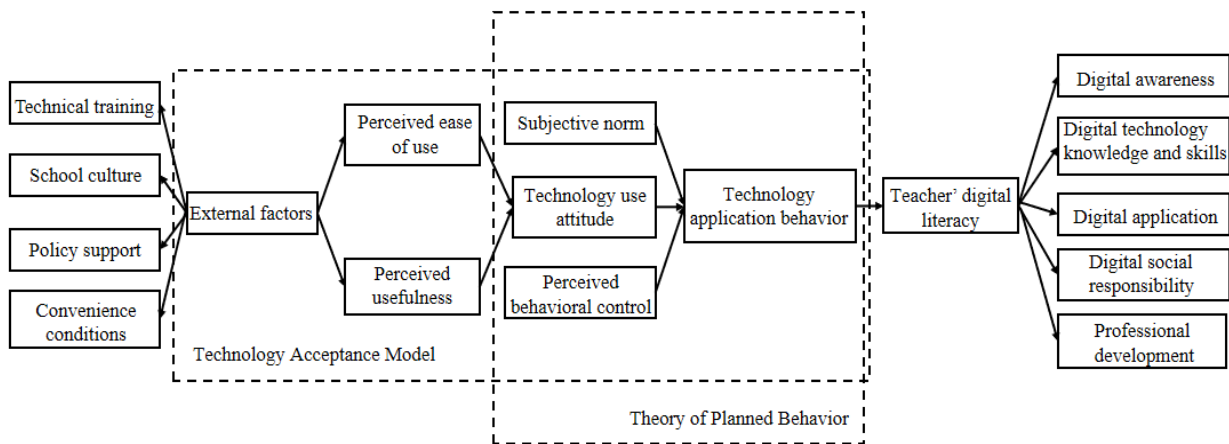 Technical training
School culture
Policy support
Convenience
conditions
External factors
Perceived ease
of use
Perceived
usefulness
Technology Acceptance Model
Subjective norm
Technology use
attitude
Perceived
behavioral control
Technology
application behavior
Theory of Planned Behavior
Teacher’ digital
literacy
Digital awareness
Digital technology
knowledge and skills
Digital application
Digital social
responsibility
Professional
development